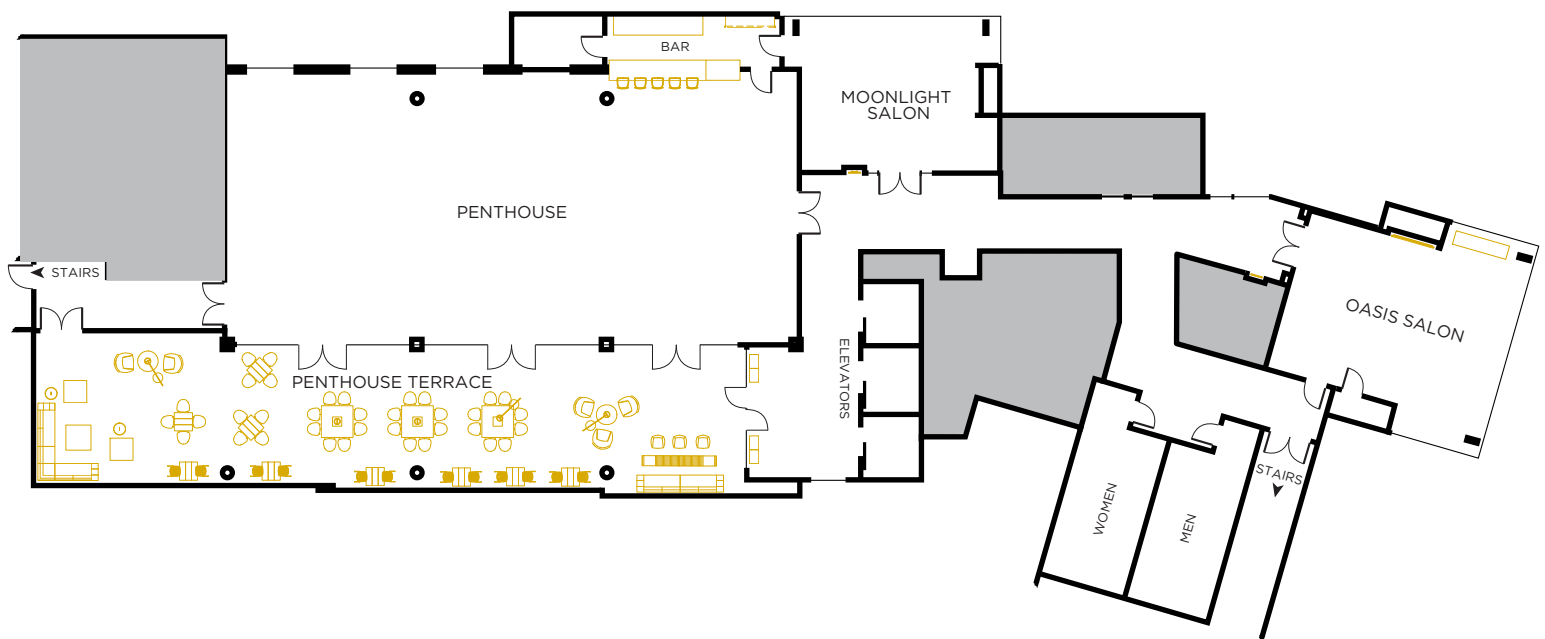 BAR
MOONLIGHT
SALON
PENTHOUSE
STAIRS
OASIS SALON
PENTHOUSE TERRACE
ELEVATORS
STAIRS
WOMEN
MEN